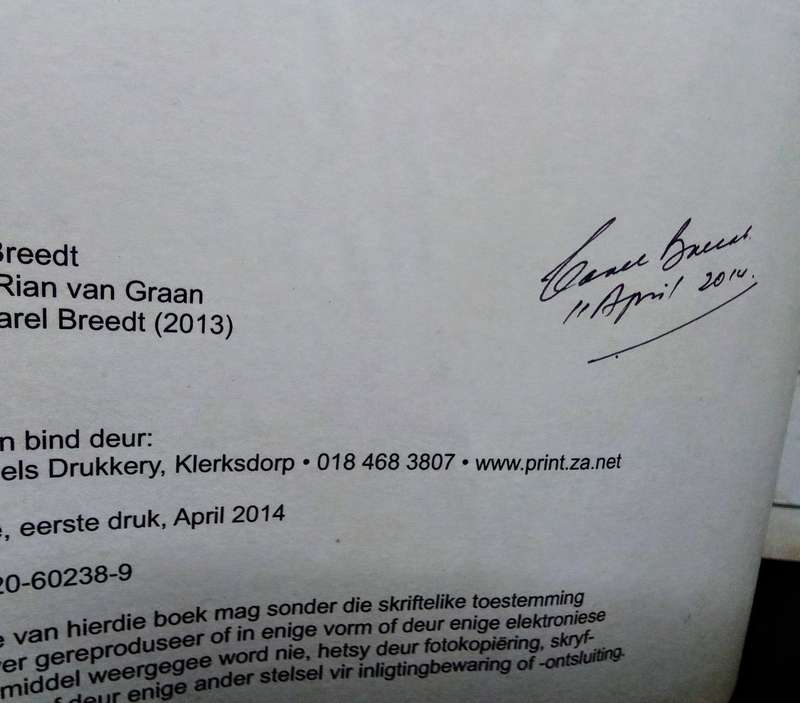 Breedt
Rian van Graan
arel Breedt (2013)
Carel Breedt
11 April 2014.
n bind deur:
els Drukkery, Klerksdorp • 018 468 3807 • www.print.za.net
e, eerste druk, April 2014
20-60238-9
e van hierdie boek mag sonder die skriftelike toestemming
er gereproduseer of in enige vorm of deur enige elektroniese
middel weergegee word nie, hetsy deur fotokopiëring, skryf-
f deur enige ander stelsel vir inligtingbewaring of -ontsluiting.